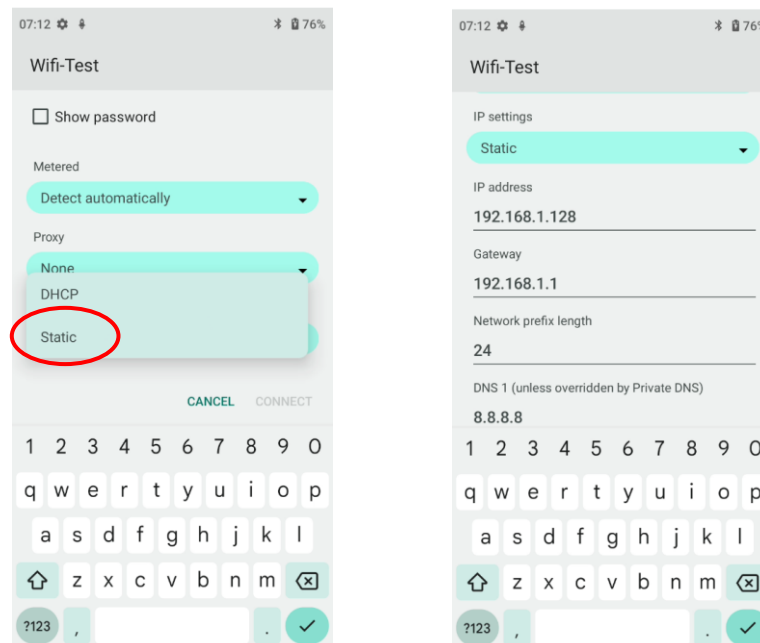 07:12 76%
Wifi-Test
Show password
Metered
Detect automatically
Proxy
None
DHCP
Static
CANCEL CONNECT
1 2 3 4 5 6 7 8 9 0
q w e r t y u i o p
a s d f g h j k l
z x c v b n m
?123 , .
07:12 76%
Wifi-Test
IP settings
Static
IP address
192.168.1.128
Gateway
192.168.1.1
Network prefix length
24
DNS 1 (unless overridden by Private DNS)
8.8.8.8
1 2 3 4 5 6 7 8 9 0
q w e r t y u i o p
a s d f g h j k l
z x c v b n m
?123 , .